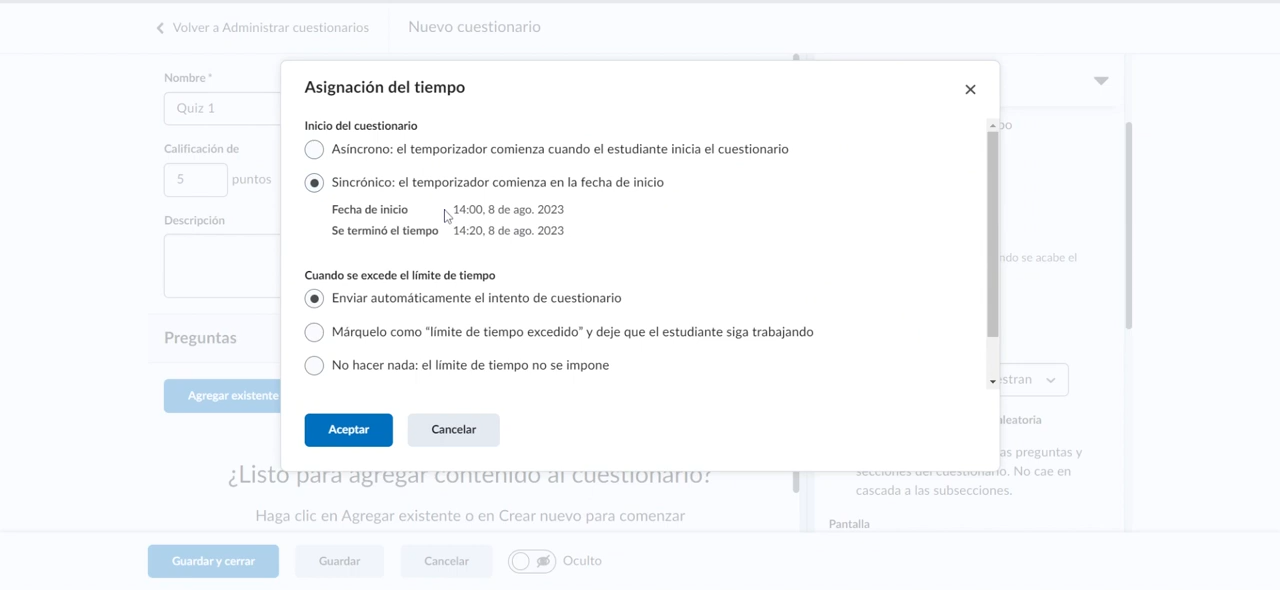 Volver a Administrar cuestionarios
Nuevo cuestionario
Nombre *
Quiz 1
Calificación de
5 puntos
Descripción
Preguntas
Agregar existente
¿Listo para agregar contenido al cuestionario?
Haga clic en Agregar existente o en Crear nuevo para comenzar
Asignación del tiempo
Inicio del cuestionario
Asíncrono: el temporizador comienza cuando el estudiante inicia el cuestionario
Sincrónico: el temporizador comienza en la fecha de inicio
Fecha de inicio 14:00, 8 de ago. 2023
Se terminó el tiempo 14:20, 8 de ago. 2023
Cuando se excede el límite de tiempo
Enviar automáticamente el intento de cuestionario
Márquelo como “límite de tiempo excedido” y deje que el estudiante siga trabajando
No hacer nada: el límite de tiempo no se impone
Aceptar
Cancelar
se acabe el
as preguntas y
secciones del cuestionario. No cae en
cascada a las subsecciones.
Pantalla
Guardar y cerrar
Guardar
Cancelar
Oculto